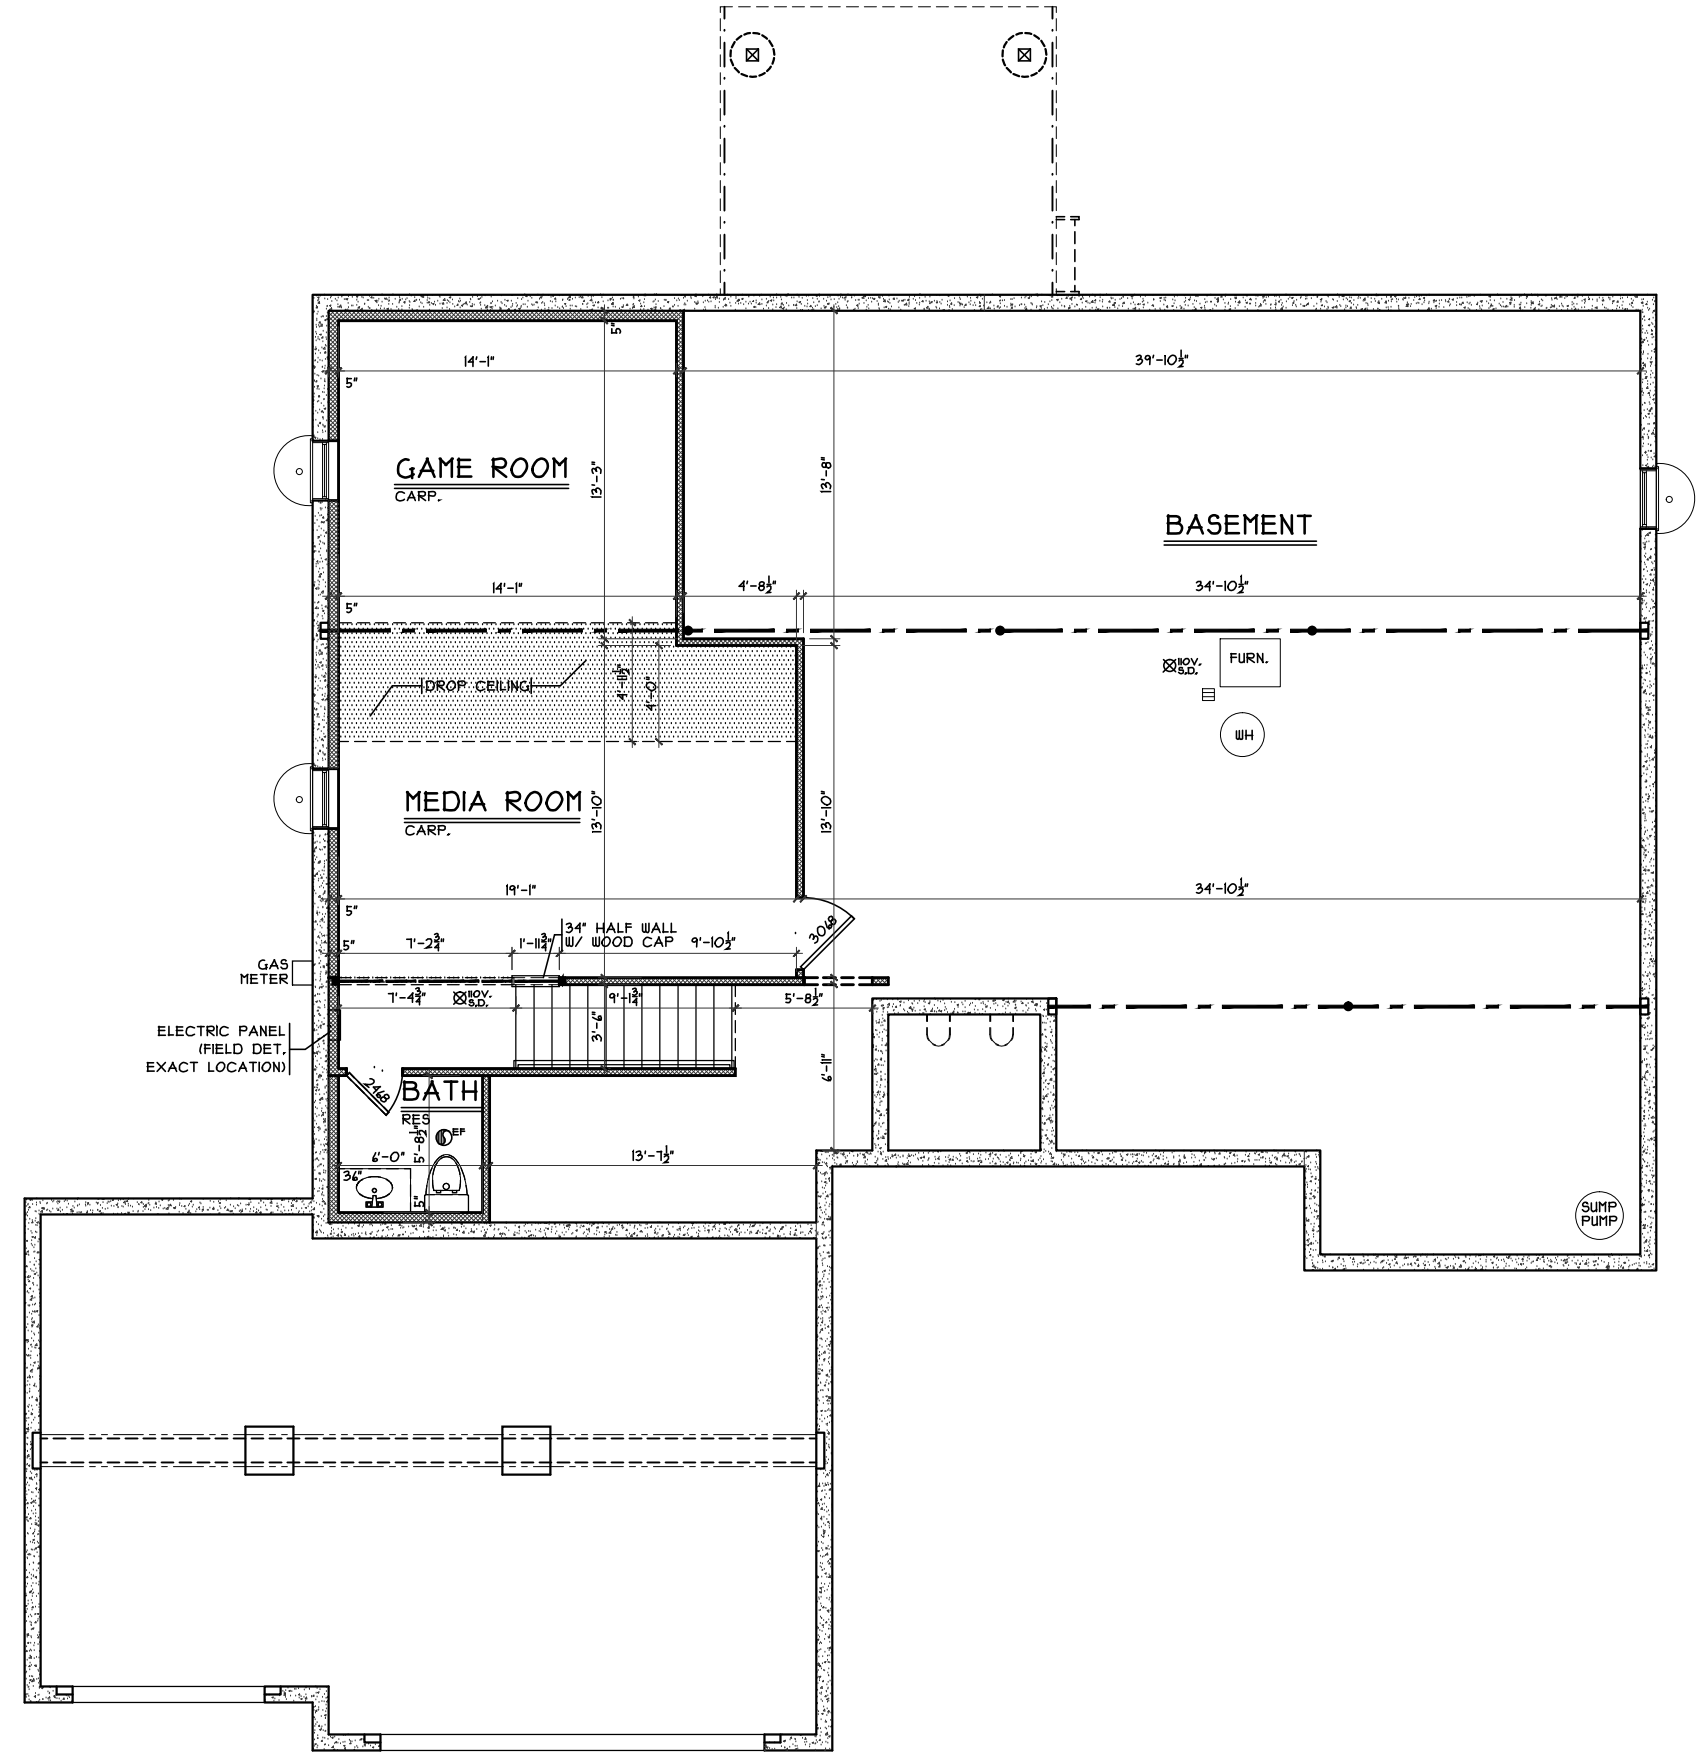 5"
14'-1"
39'-10½"
5"
GAME ROOM
CARP.
13'-3"
13'-8"
BASEMENT
14'-1"
4'-8½"
34'-10½"
5"
110V.
S.D.
FURN.
DROP CEILING
4'-11½"
4'-0"
WH
MEDIA ROOM
CARP.
13'-10"
13'-10"
19'-1"
34'-10½"
5"
3068
34" HALF WALL
W/ WOOD CAP
5"
7'-2¾"
1'-11¾"
9'-10½"
GAS
METER
7'-4¾"
110V.
S.D.
9'-1¾"
5'-8½"
ELECTRIC PANEL
(FIELD DET.
EXACT LOCATION)
3'-6"
6'-11"
2468
BATH
RES
EF
5'-8½"
6'-0"
13'-7½"
36"
5"
SUMP
PUMP